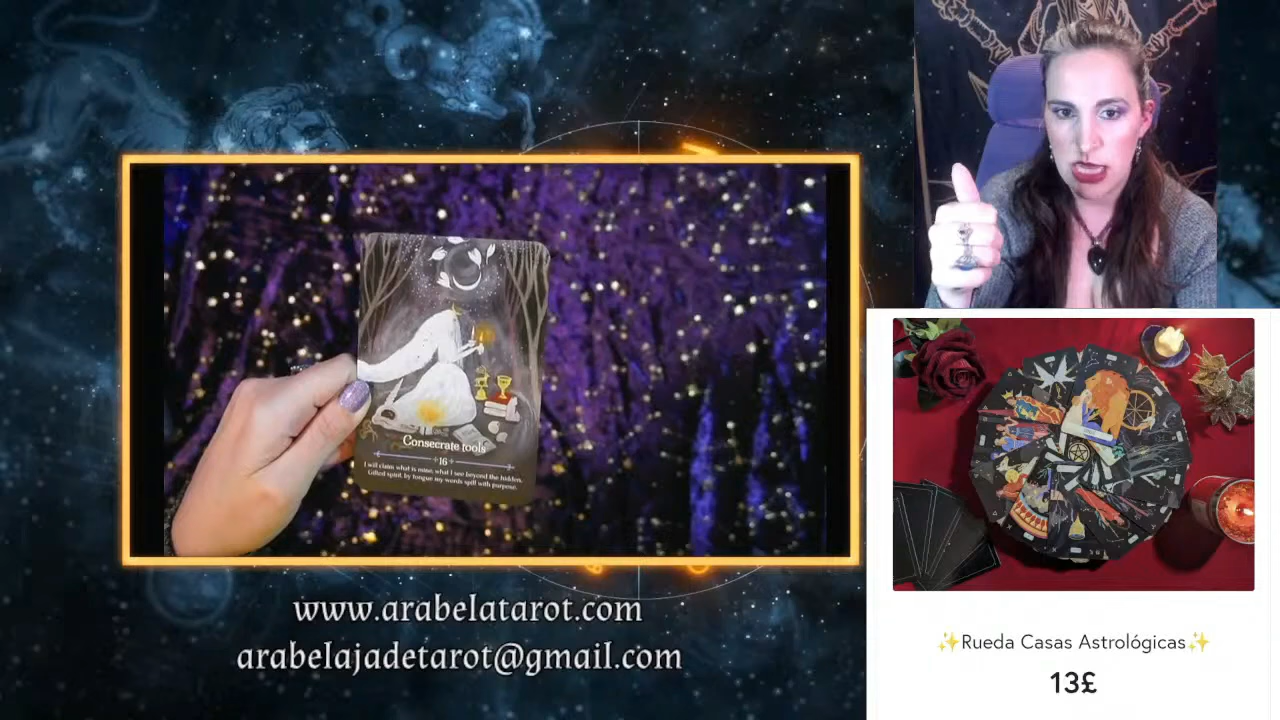 Consecrate tools
16
I will claim what is mine, what I see beyond the hidden.
Gifted spirit, by tongue my words spell with purpose.
www.arabelatarot.com
arabelajadetarot@gmail.com
✨Rueda Casas Astrológicas✨
13£